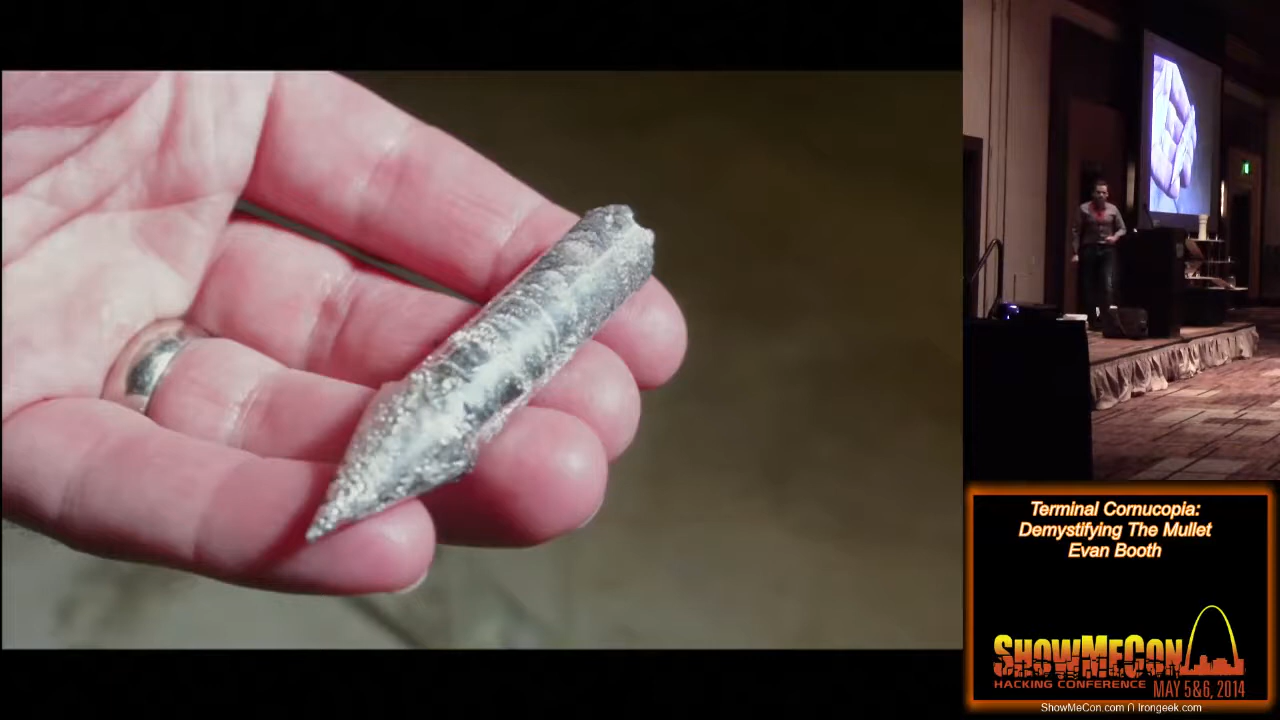 Terminal Cornucopia:
Demystifying The Mullet
Evan Booth
ShowMeCon
HACKING CONFERENCE
MAY 5&6, 2014
ShowMeCon.com ∩ Irongeek.com